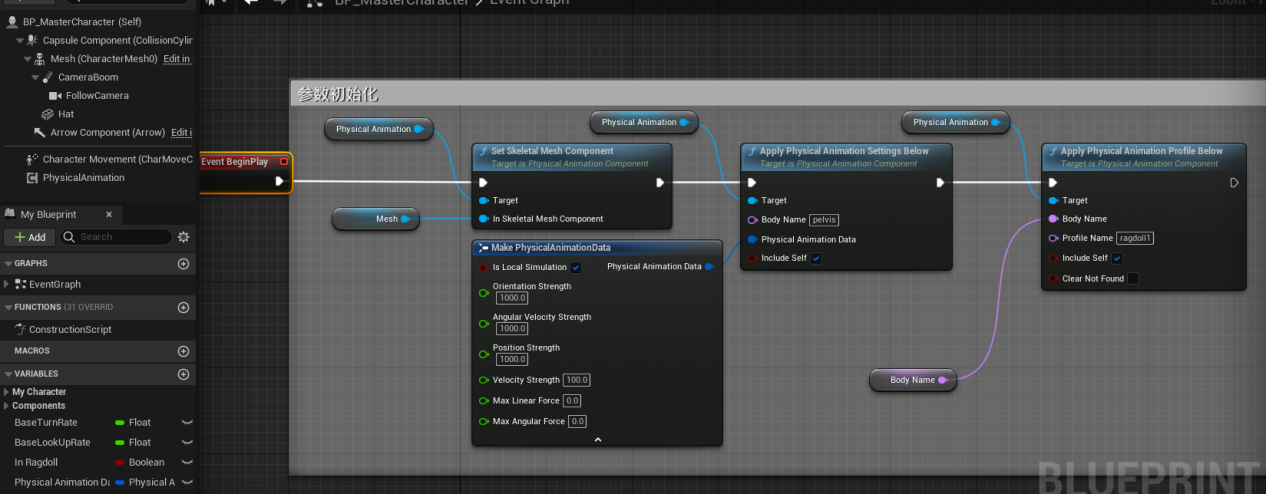 BP_MasterCharacter > Event Graph
Zoom -1
BP_MasterCharacter (Self)
Capsule Component (CollisionCylin
Mesh (CharacterMesh0) Edit in
CameraBoom
FollowCamera
Hat
Arrow Component (Arrow) Edit i
Character Movement (CharMoveC
PhysicalAnimation
My Blueprint ×
+ Add
Search
GRAPHS
EventGraph
FUNCTIONS (31 OVERRID
ConstructionScript
MACROS
VARIABLES
My Character
Components
BaseTurnRate Float
BaseLookUpRate Float
In Ragdoll Boolean
Physical Animation Da Physical A
参数初始化
Event BeginPlay
Physical Animation
Mesh
Set Skeletal Mesh Component
Target is Physical Animation Component
Target
In Skeletal Mesh Component
Make PhysicalAnimationData
Is Local Simulation
Physical Animation Data
Orientation Strength
1000.0
Angular Velocity Strength
1000.0
Position Strength
1000.0
Velocity Strength 100.0
Max Linear Force 0.0
Max Angular Force 0.0
Physical Animation
Apply Physical Animation Settings Below
Target is Physical Animation Component
Target
Body Name pelvis
Physical Animation Data
Include Self
Physical Animation
Apply Physical Animation Profile Below
Target is Physical Animation Component
Target
Body Name
Profile Name ragdoll1
Include Self
Clear Not Found
Body Name
BLUEPRINT